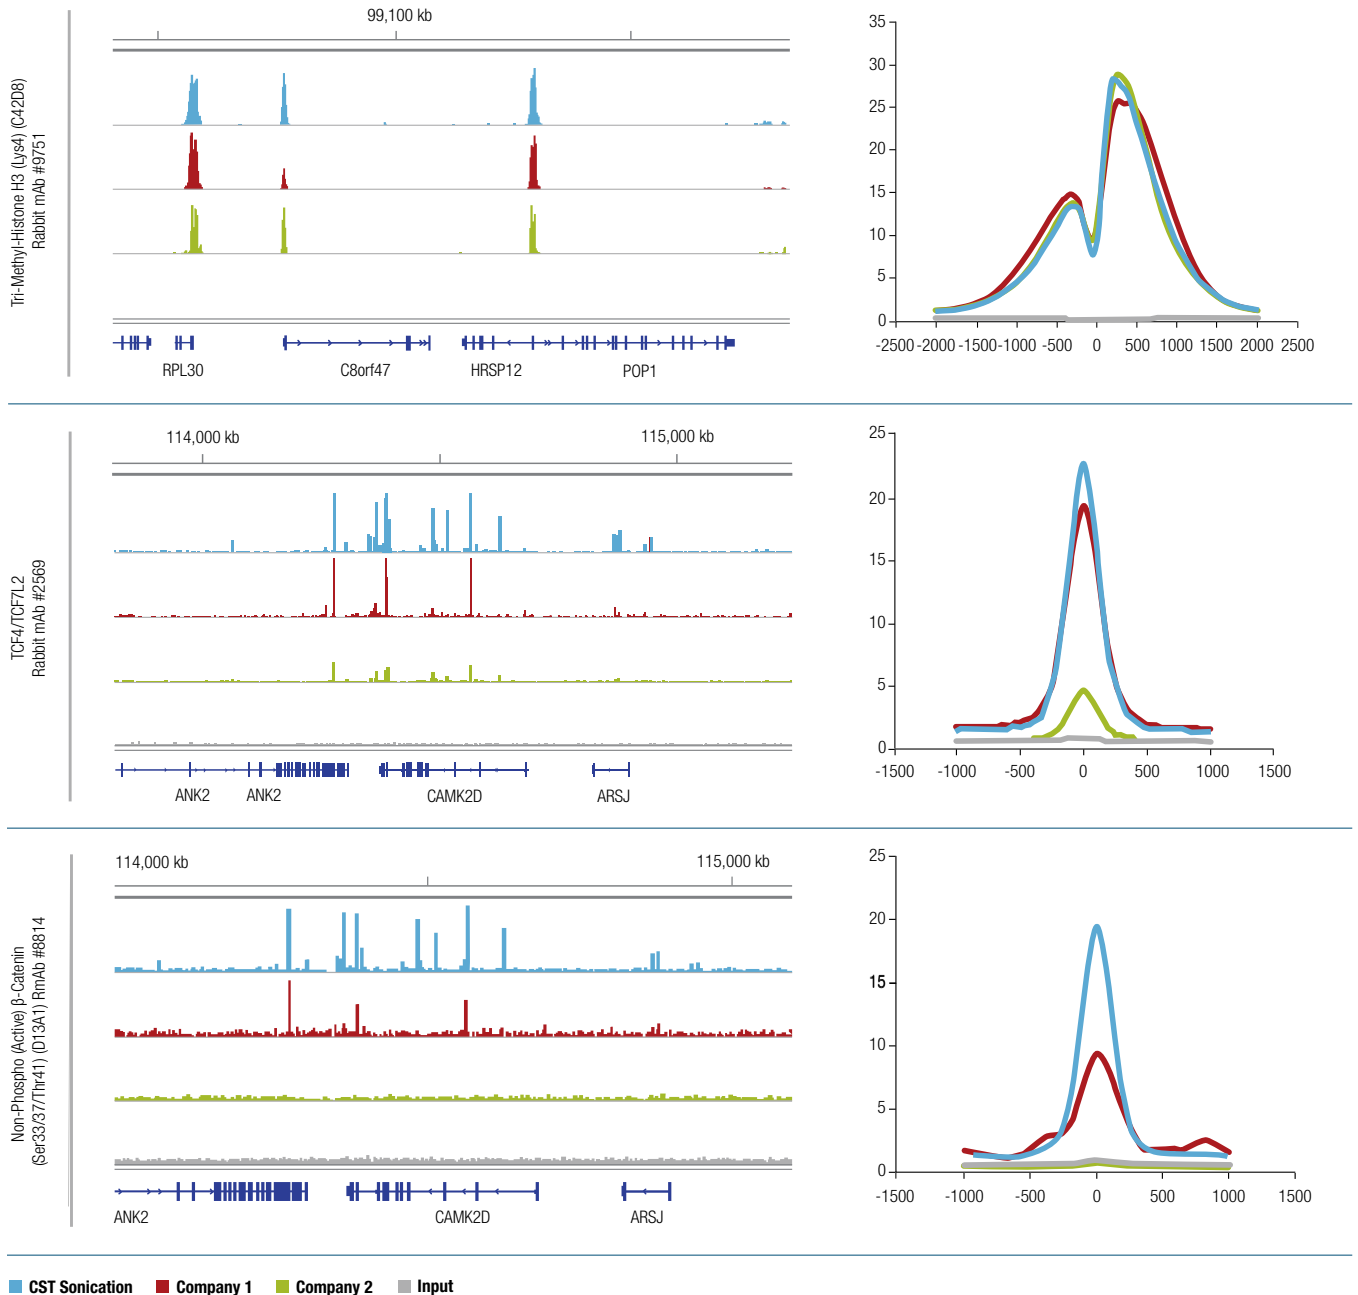 99,100 kb
Tri-Methyl-Histone H3 (Lys4) (C42D8)
Rabbit mAb #9751
RPL30 C8orf47 HRSP12 POP1
35
30
25
20
15
10
5
0
-2500 -2000 -1500 -1000 -500 0 500 1000 1500 2000 2500
114,000 kb 115,000 kb
TCF4/TCF7L2
Rabbit mAb #2569
ANK2 ANK2 CAMK2D ARSJ
25
20
15
10
5
0
-1500 -1000 -500 0 500 1000 1500
114,000 kb 115,000 kb
Non-Phospho (Active) β-Catenin
(Ser33/37/Thr41) (D13A1) RmAb #8814
ANK2 CAMK2D ARSJ
25
20
15
10
5
0
-1500 -1000 -500 0 500 1000 1500
CST Sonication Company 1 Company 2 Input